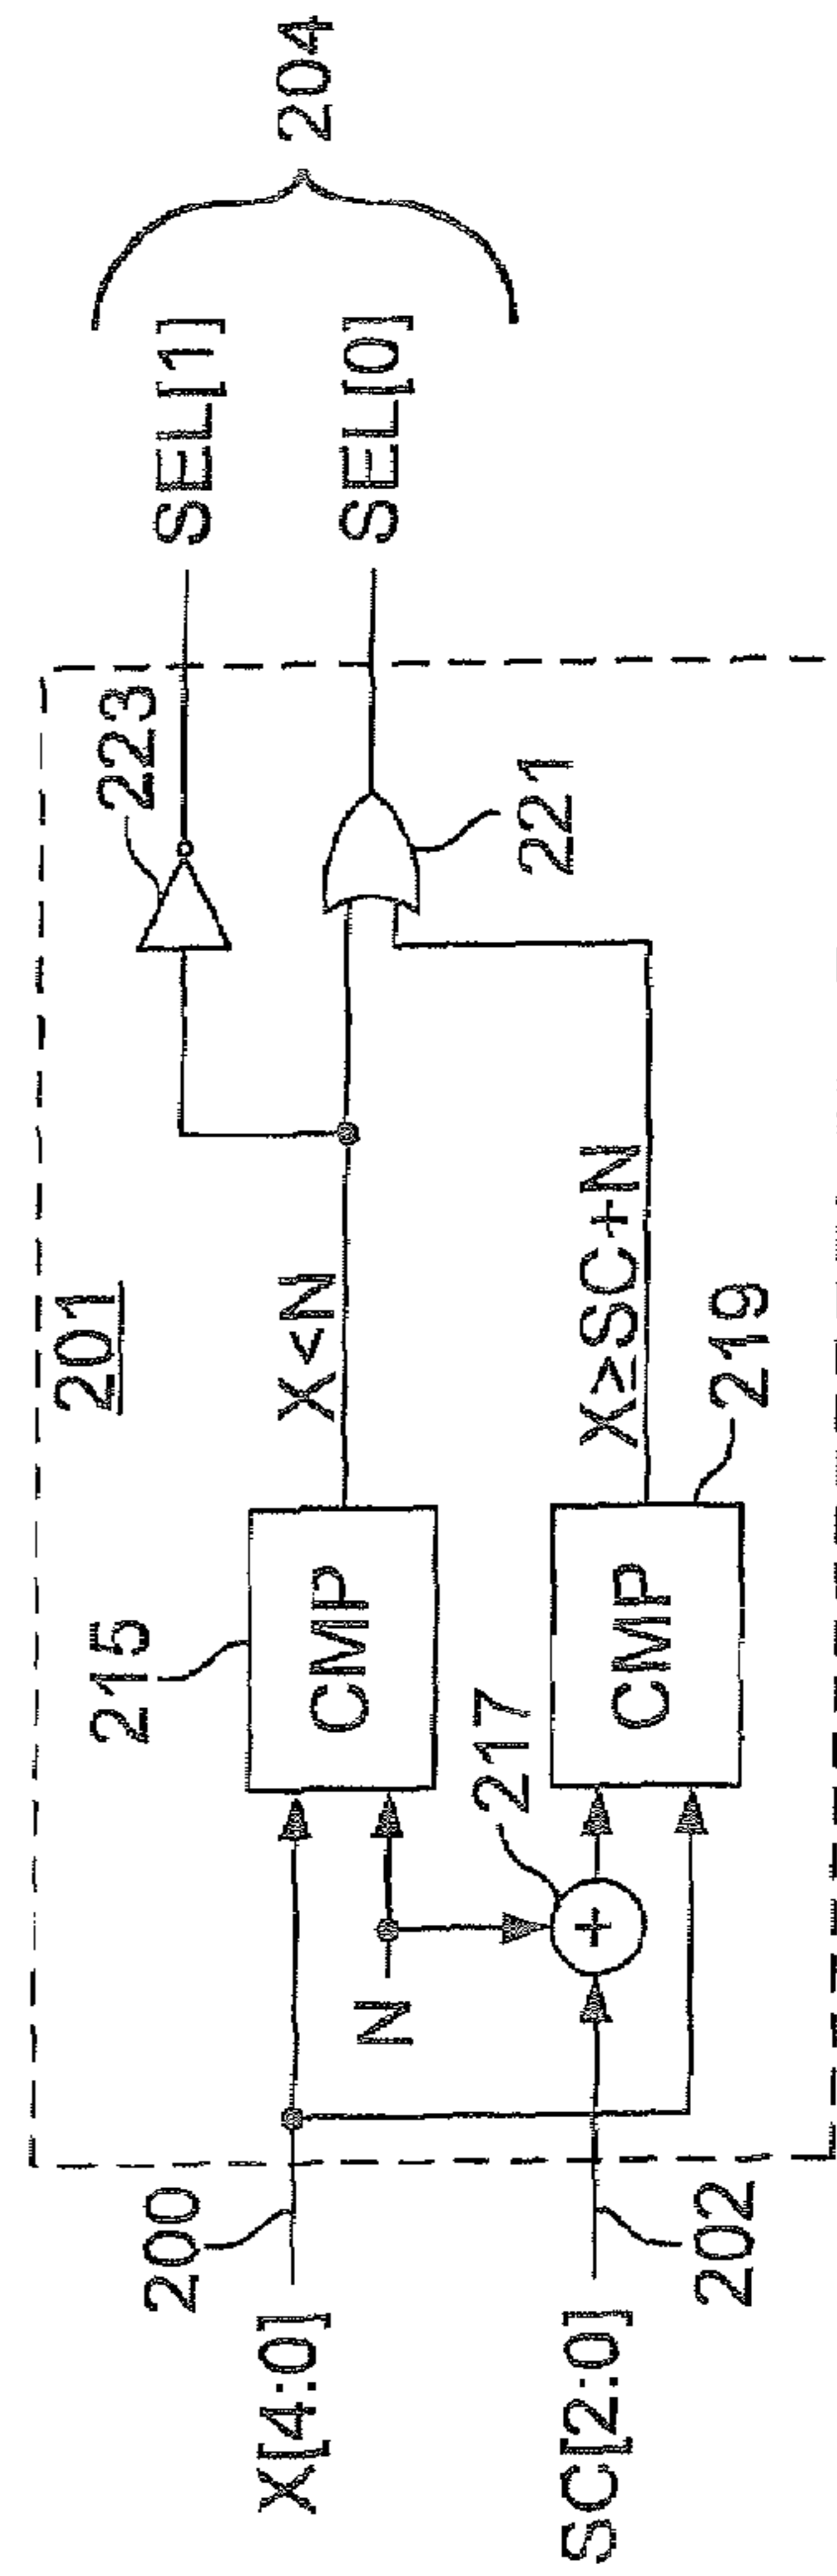 201
223
SEL[1]
204
215
CMP
X<N
SEL[0]
221
200
X[4:0]
N
217
CMP
X≥SC+N
219
SC[2:0]
202
+